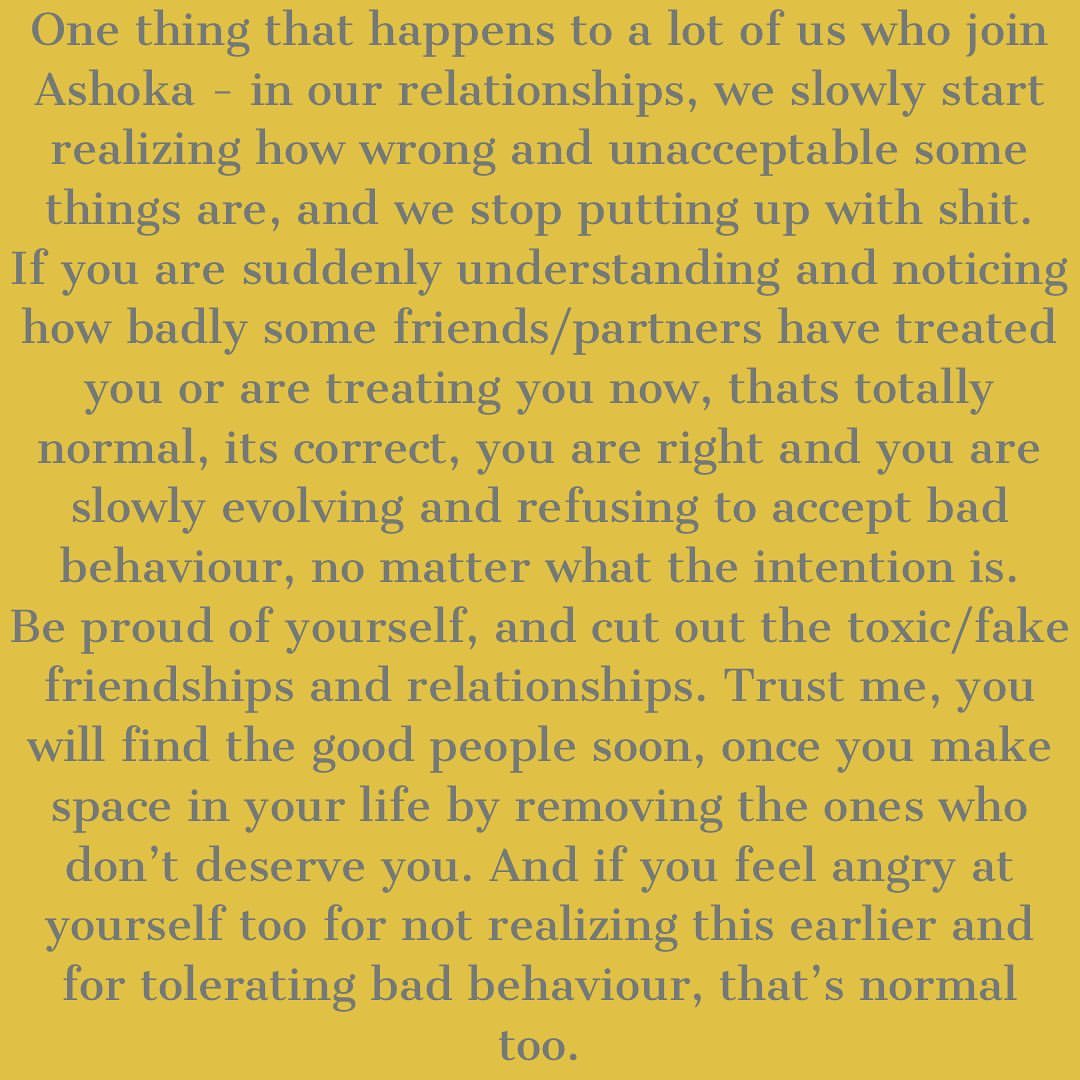 One thing that happens to a lot of us who join
Ashoka - in our relationships, we slowly start
realizing how wrong and unacceptable some
things are, and we stop putting up with shit.
If you are suddenly understanding and noticing
how badly some friends/partners have treated
you or are treating you now, thats totally
normal, its correct, you are right and you are
slowly evolving and refusing to accept bad
behaviour, no matter what the intention is.
Be proud of yourself, and cut out the toxic/fake
friendships and relationships. Trust me, you
will find the good people soon, once you make
space in your life by removing the ones who
don’t deserve you. And if you feel angry at
yourself too for not realizing this earlier and
for tolerating bad behaviour, that’s normal
too.